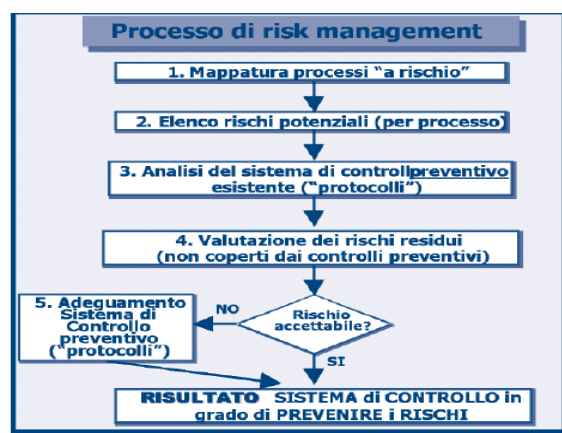 Processo di risk management
1. Mappatura processi “a rischio”
2. Elenco rischi potenziali (per processo)
3. Analisi del sistema di controllpreventivo
esistente (“protocolli”)
4. Valutazione dei rischi residui
(non coperti dai controlli preventivi)
5. Adeguamento
Sistema di
Controllo
preventivo
(“protocolli”)
NO
Rischio
accettabile?
SI
RISULTATO SISTEMA di CONTROLLO in
grado di PREVENIRE i RISCHI